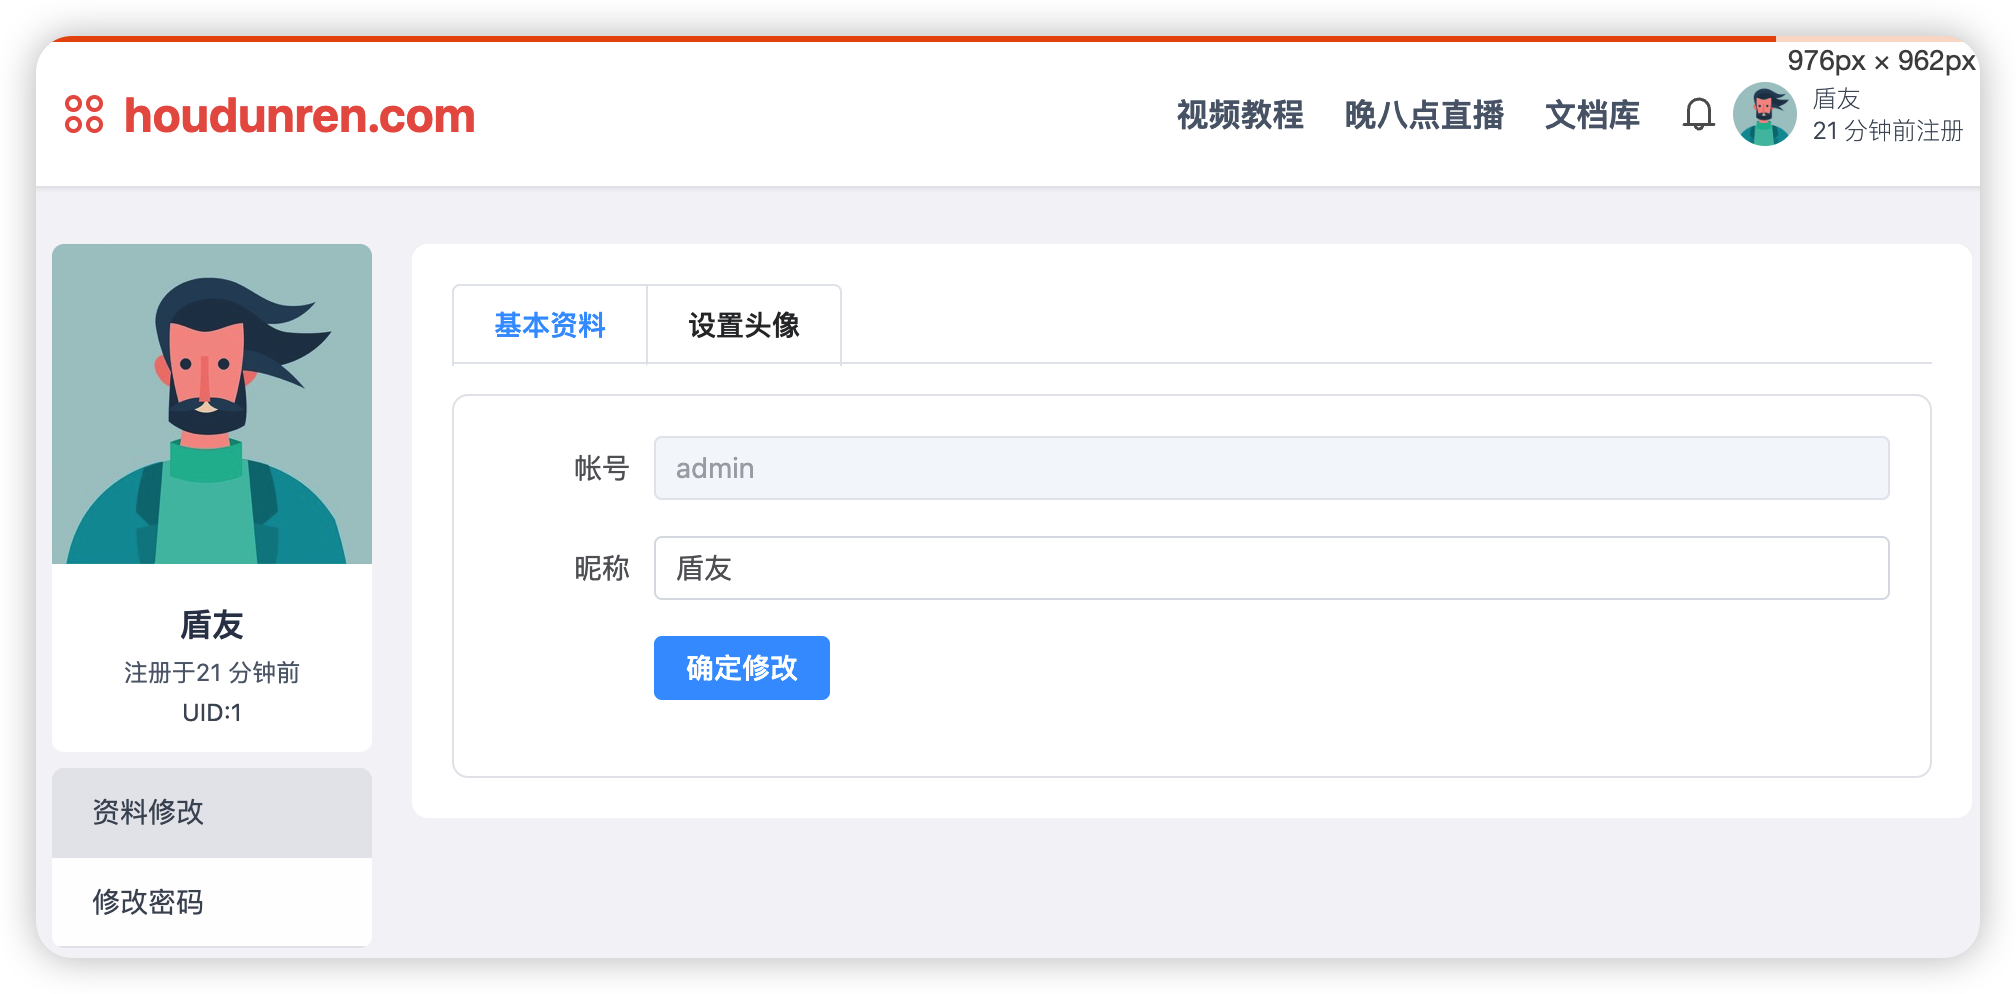 976px × 962px
houdunren.com
视频教程 晚八点直播 文档库
盾友
21 分钟前注册
盾友
注册于21 分钟前
UID:1
资料修改
修改密码
基本资料 设置头像
帐号 admin
昵称 盾友
确定修改